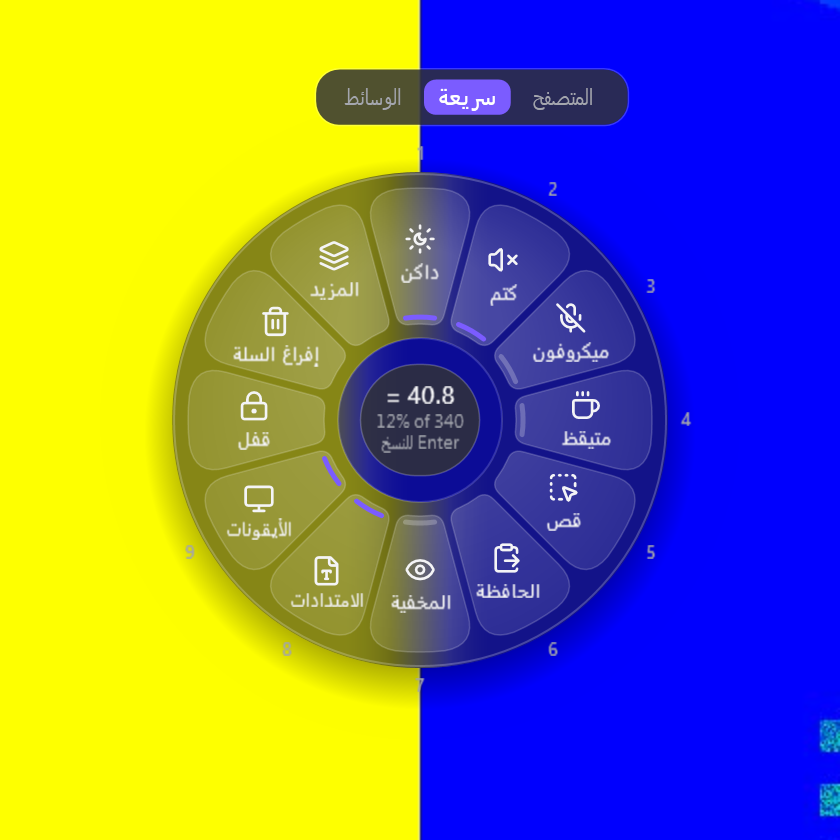 المتصفح
سريعة
الوسائط
1
داكن
2
كتم
3
ميكروفون
4
متيقظ
5
قص
6
الحافظة
7
المخفية
8
الامتدادات
9
الأيقونات
قفل
إفراغ السلة
المزيد
= 40.8
12% of 340
Enter للنسخ